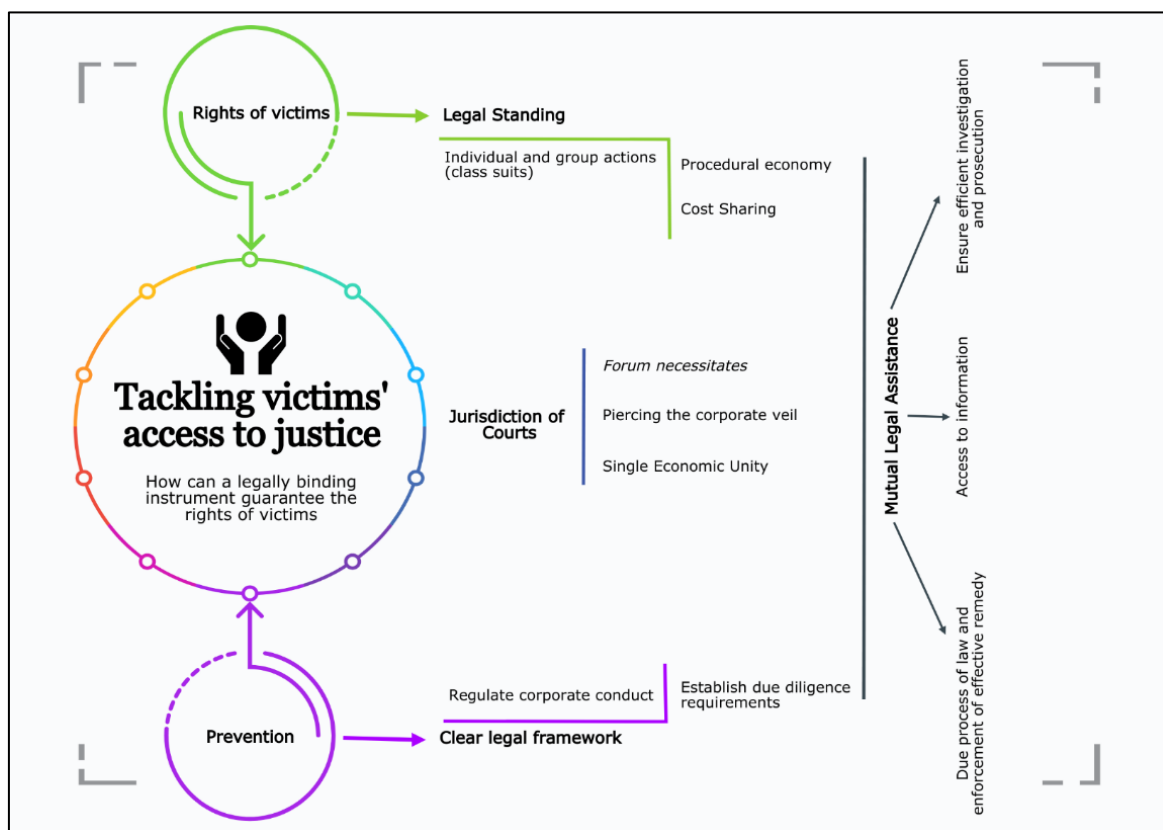 Rights of victims
Legal Standing
Individual and group actions
(class suits)
Procedural economy
Cost Sharing
Tackling victims'
access to justice
How can a legally binding
instrument guarantee the
rights of victims
Jurisdiction of
Courts
Forum necessitates
Piercing the corporate veil
Single Economic Unity
Prevention
Regulate corporate conduct
Clear legal framework
Establish due diligence
requirements
Mutual Legal Assistance
Ensure efficient investigation
and prosecution
Access to Information
Due process of law and
enforcement of effective remedy